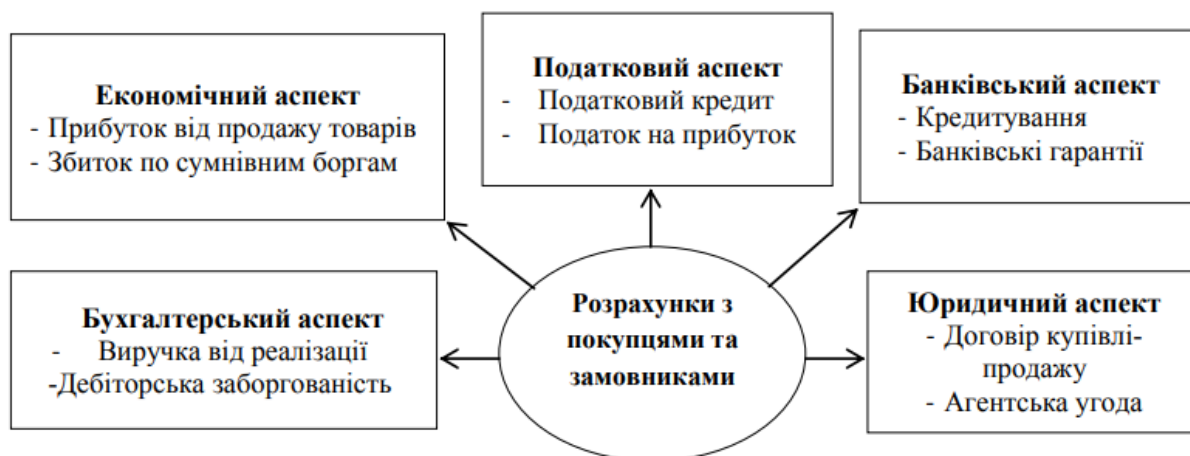 Економічний аспект
- Прибуток від продажу товарів
- Збиток по сумнівним боргам
Податковий аспект
- Податковий кредит
- Податок на прибуток
Банківський аспект
- Кредитування
- Банківські гарантії
Бухгалтерський аспект
- Виручка від реалізації
-Дебіторська заборгованість
Розрахунки з
покупцями та
замовниками
Юридичний аспект
- Договір купівлі-
продажу
- Агентська угода